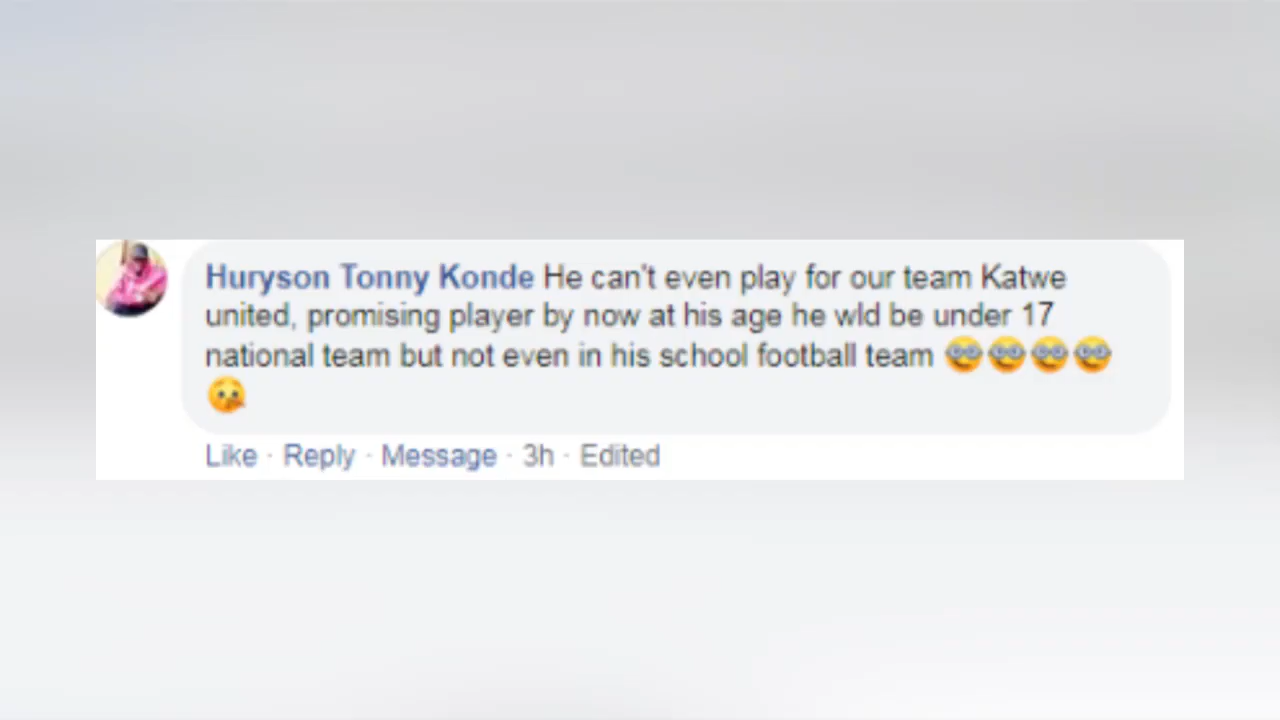 Huryson Tonny Konde He can't even play for our team Katwe
united, promising player by now at his age he wld be under 17
national team but not even in his school football team
Like · Reply · Message · 3h · Edited